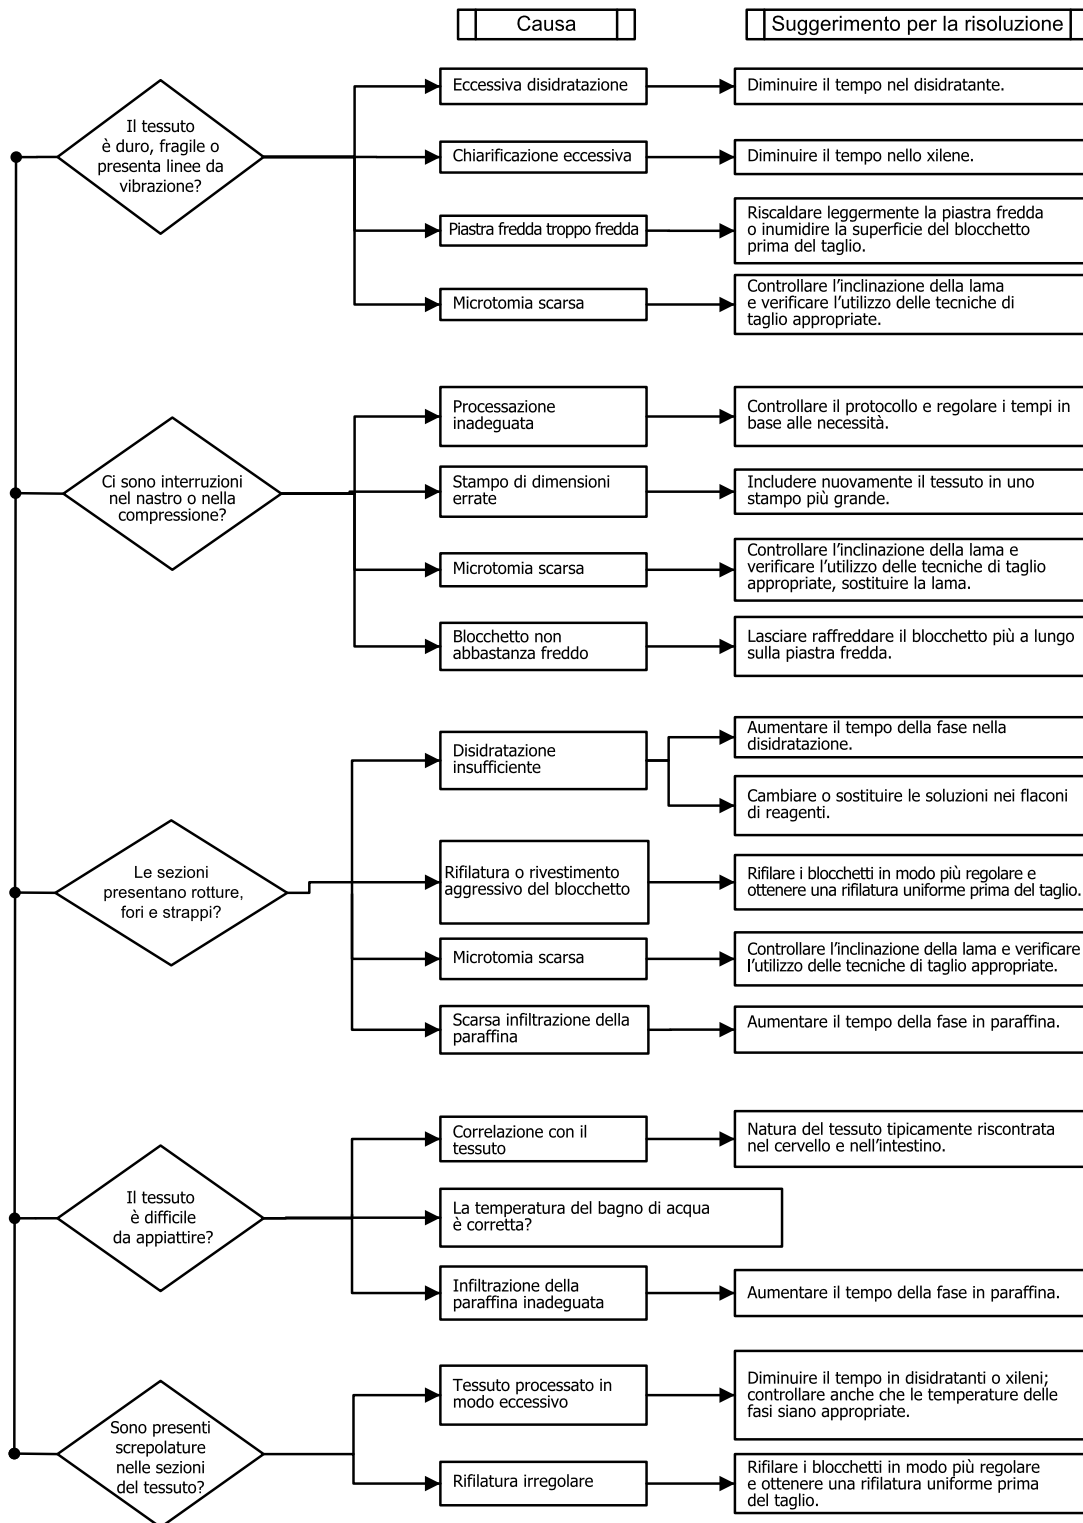 Causa
Suggerimento per la risoluzione
Il tessuto
è duro, fragile o
presenta linee da
vibrazione?
Eccessiva disidratazione
Diminuire il tempo nel disidratante.
Chiarificazione eccessiva
Diminuire il tempo nello xilene.
Piastra fredda troppo fredda
Riscaldare leggermente la piastra fredda
o inumidire la superficie del blocchetto
prima del taglio.
Microtomia scarsa
Controllare l'inclinazione della lama
e verificare l'utilizzo delle tecniche di
taglio appropriate.
Ci sono interruzioni
nel nastro o nella
compressione?
Processazione
inadeguata
Controllare il protocollo e regolare i tempi in
base alle necessità.
Stampo di dimensioni
errate
Includere nuovamente il tessuto in uno
stampo più grande.
Microtomia scarsa
Controllare l'inclinazione della lama e
verificare l'utilizzo delle tecniche di taglio
appropriate, sostituire la lama.
Blocchetto non
abbastanza freddo
Lasciare raffreddare il blocchetto più a lungo
sulla piastra fredda.
Le sezioni
presentano rotture,
fori e strappi?
Disidratazione
insufficiente
Aumentare il tempo della fase nella
disidratazione.
Cambiare o sostituire le soluzioni nei flaconi
di reagenti.
Rifilatura o rivestimento
aggressivo del blocchetto
Rifilare i blocchetti in modo più regolare e
ottenere una rifilatura uniforme prima del taglio.
Microtomia scarsa
Controllare l'inclinazione della lama e verificare
l'utilizzo delle tecniche di taglio appropriate.
Scarsa infiltrazione della
paraffina
Aumentare il tempo della fase in paraffina.
Il tessuto
è difficile
da appiattire?
Correlazione con il
tessuto
Natura del tessuto tipicamente riscontrata
nel cervello e nell'intestino.
La temperatura del bagno di acqua
è corretta?
Infiltrazione della
paraffina inadeguata
Aumentare il tempo della fase in paraffina.
Sono presenti
screpolature
nelle sezioni
del tessuto?
Tessuto processato in
modo eccessivo
Diminuire il tempo in disidratanti o xileni;
controllare anche che le temperature delle
fasi siano appropriate.
Rifilatura irregolare
Rifilare i blocchetti in modo più regolare
e ottenere una rifilatura uniforme prima
del taglio.